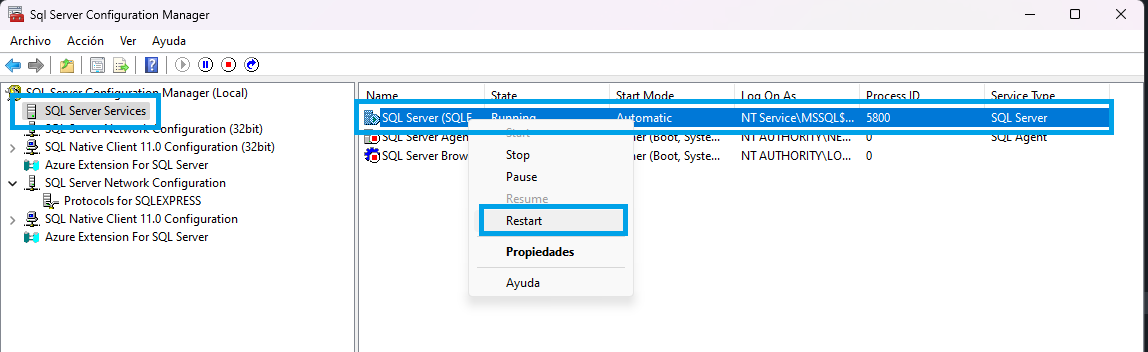 Sql Server Configuration Manager
Archivo Acción Ver Ayuda
SQL Server Configuration Manager (Local)
SQL Server Services
SQL Server Network Configuration (32bit)
SQL Native Client 11.0 Configuration (32bit)
Azure Extension For SQL Server
SQL Server Network Configuration
Protocols for SQLEXPRESS
SQL Native Client 11.0 Configuration
Azure Extension For SQL Server
Name State Start Mode Log On As Process ID Service Type
SQL Server (SQLE Running Automatic NT Service\MSSQL$... 5800 SQL Server
SQL Server Agen (Boot, Syste... NT AUTHORITY\NE... 0 SQL Agent
SQL Server Brow (Boot, Syste... NT AUTHORITY\LO... 0
Start
Stop
Pause
Resume
Restart
Propiedades
Ayuda